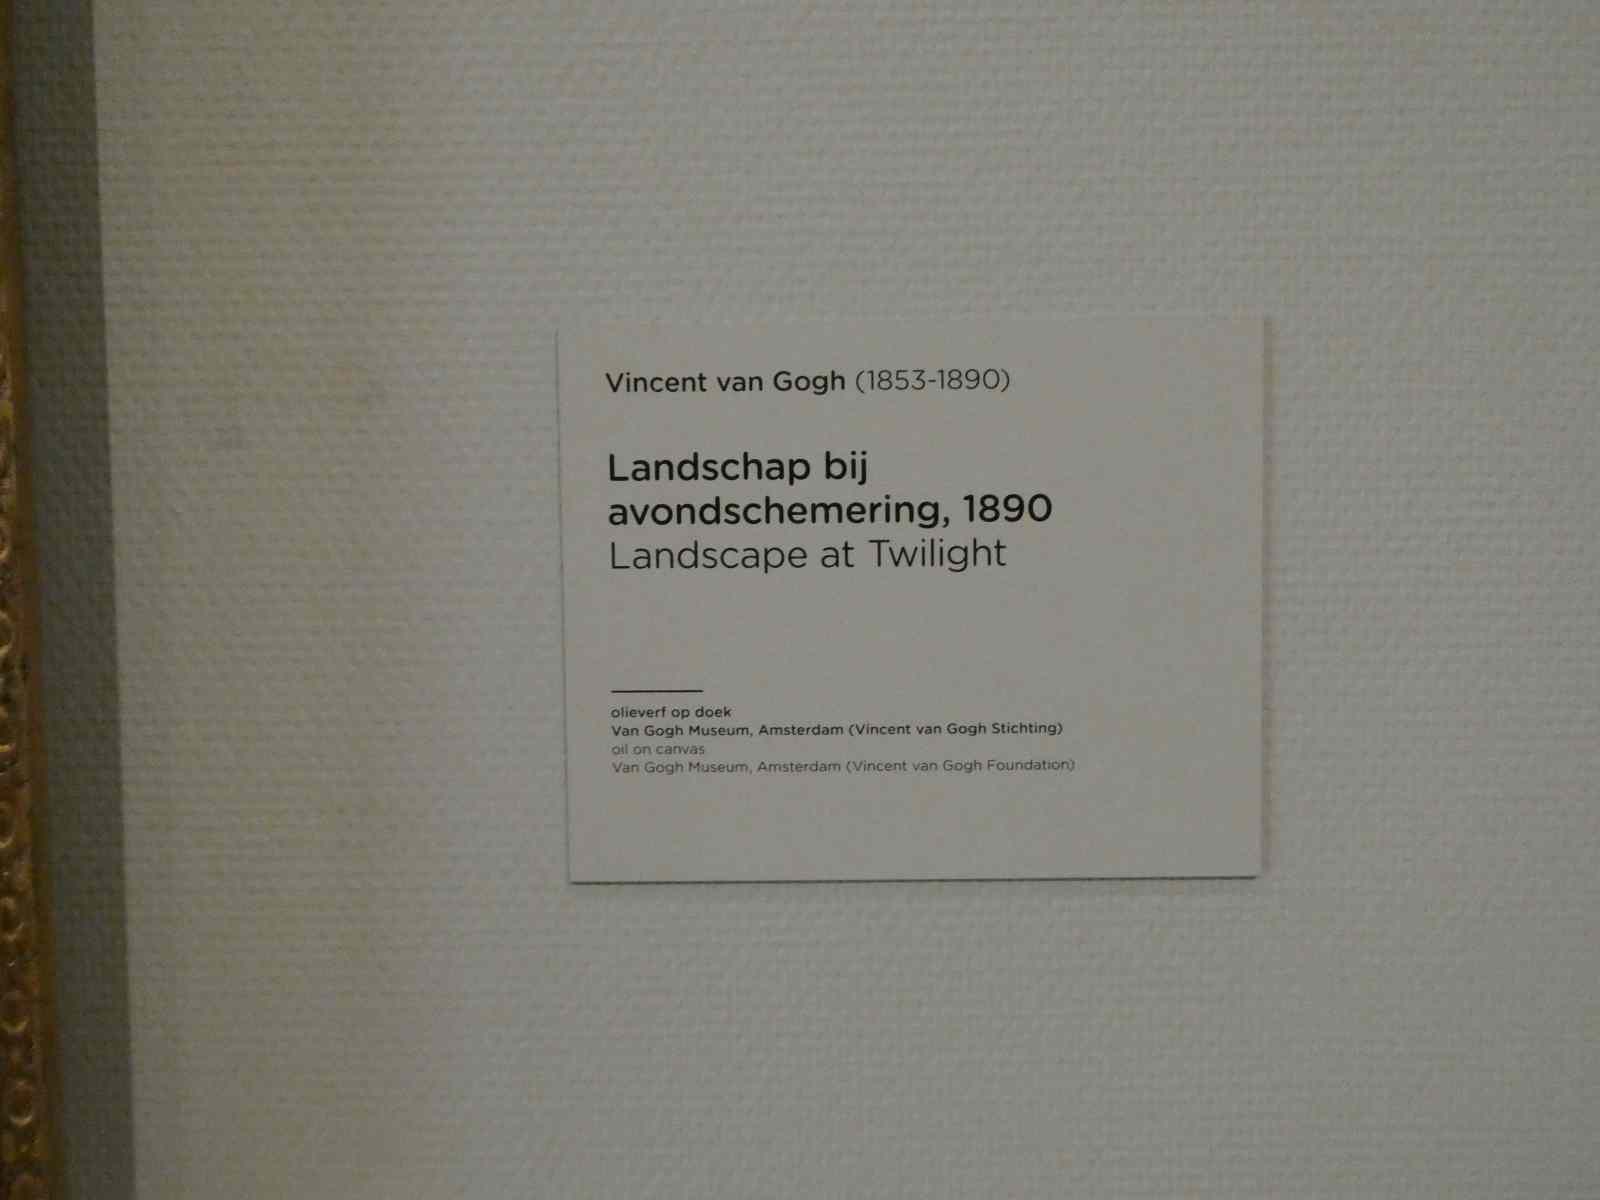 Vincent van Gogh (1853-1890)
Landschap bij
avondschemering, 1890
Landscape at Twilight
olieverf op doek
Van Gogh Museum, Amsterdam (Vincent van Gogh Stichting)
oil on canvas
Van Gogh Museum, Amsterdam (Vincent van Gogh Foundation)